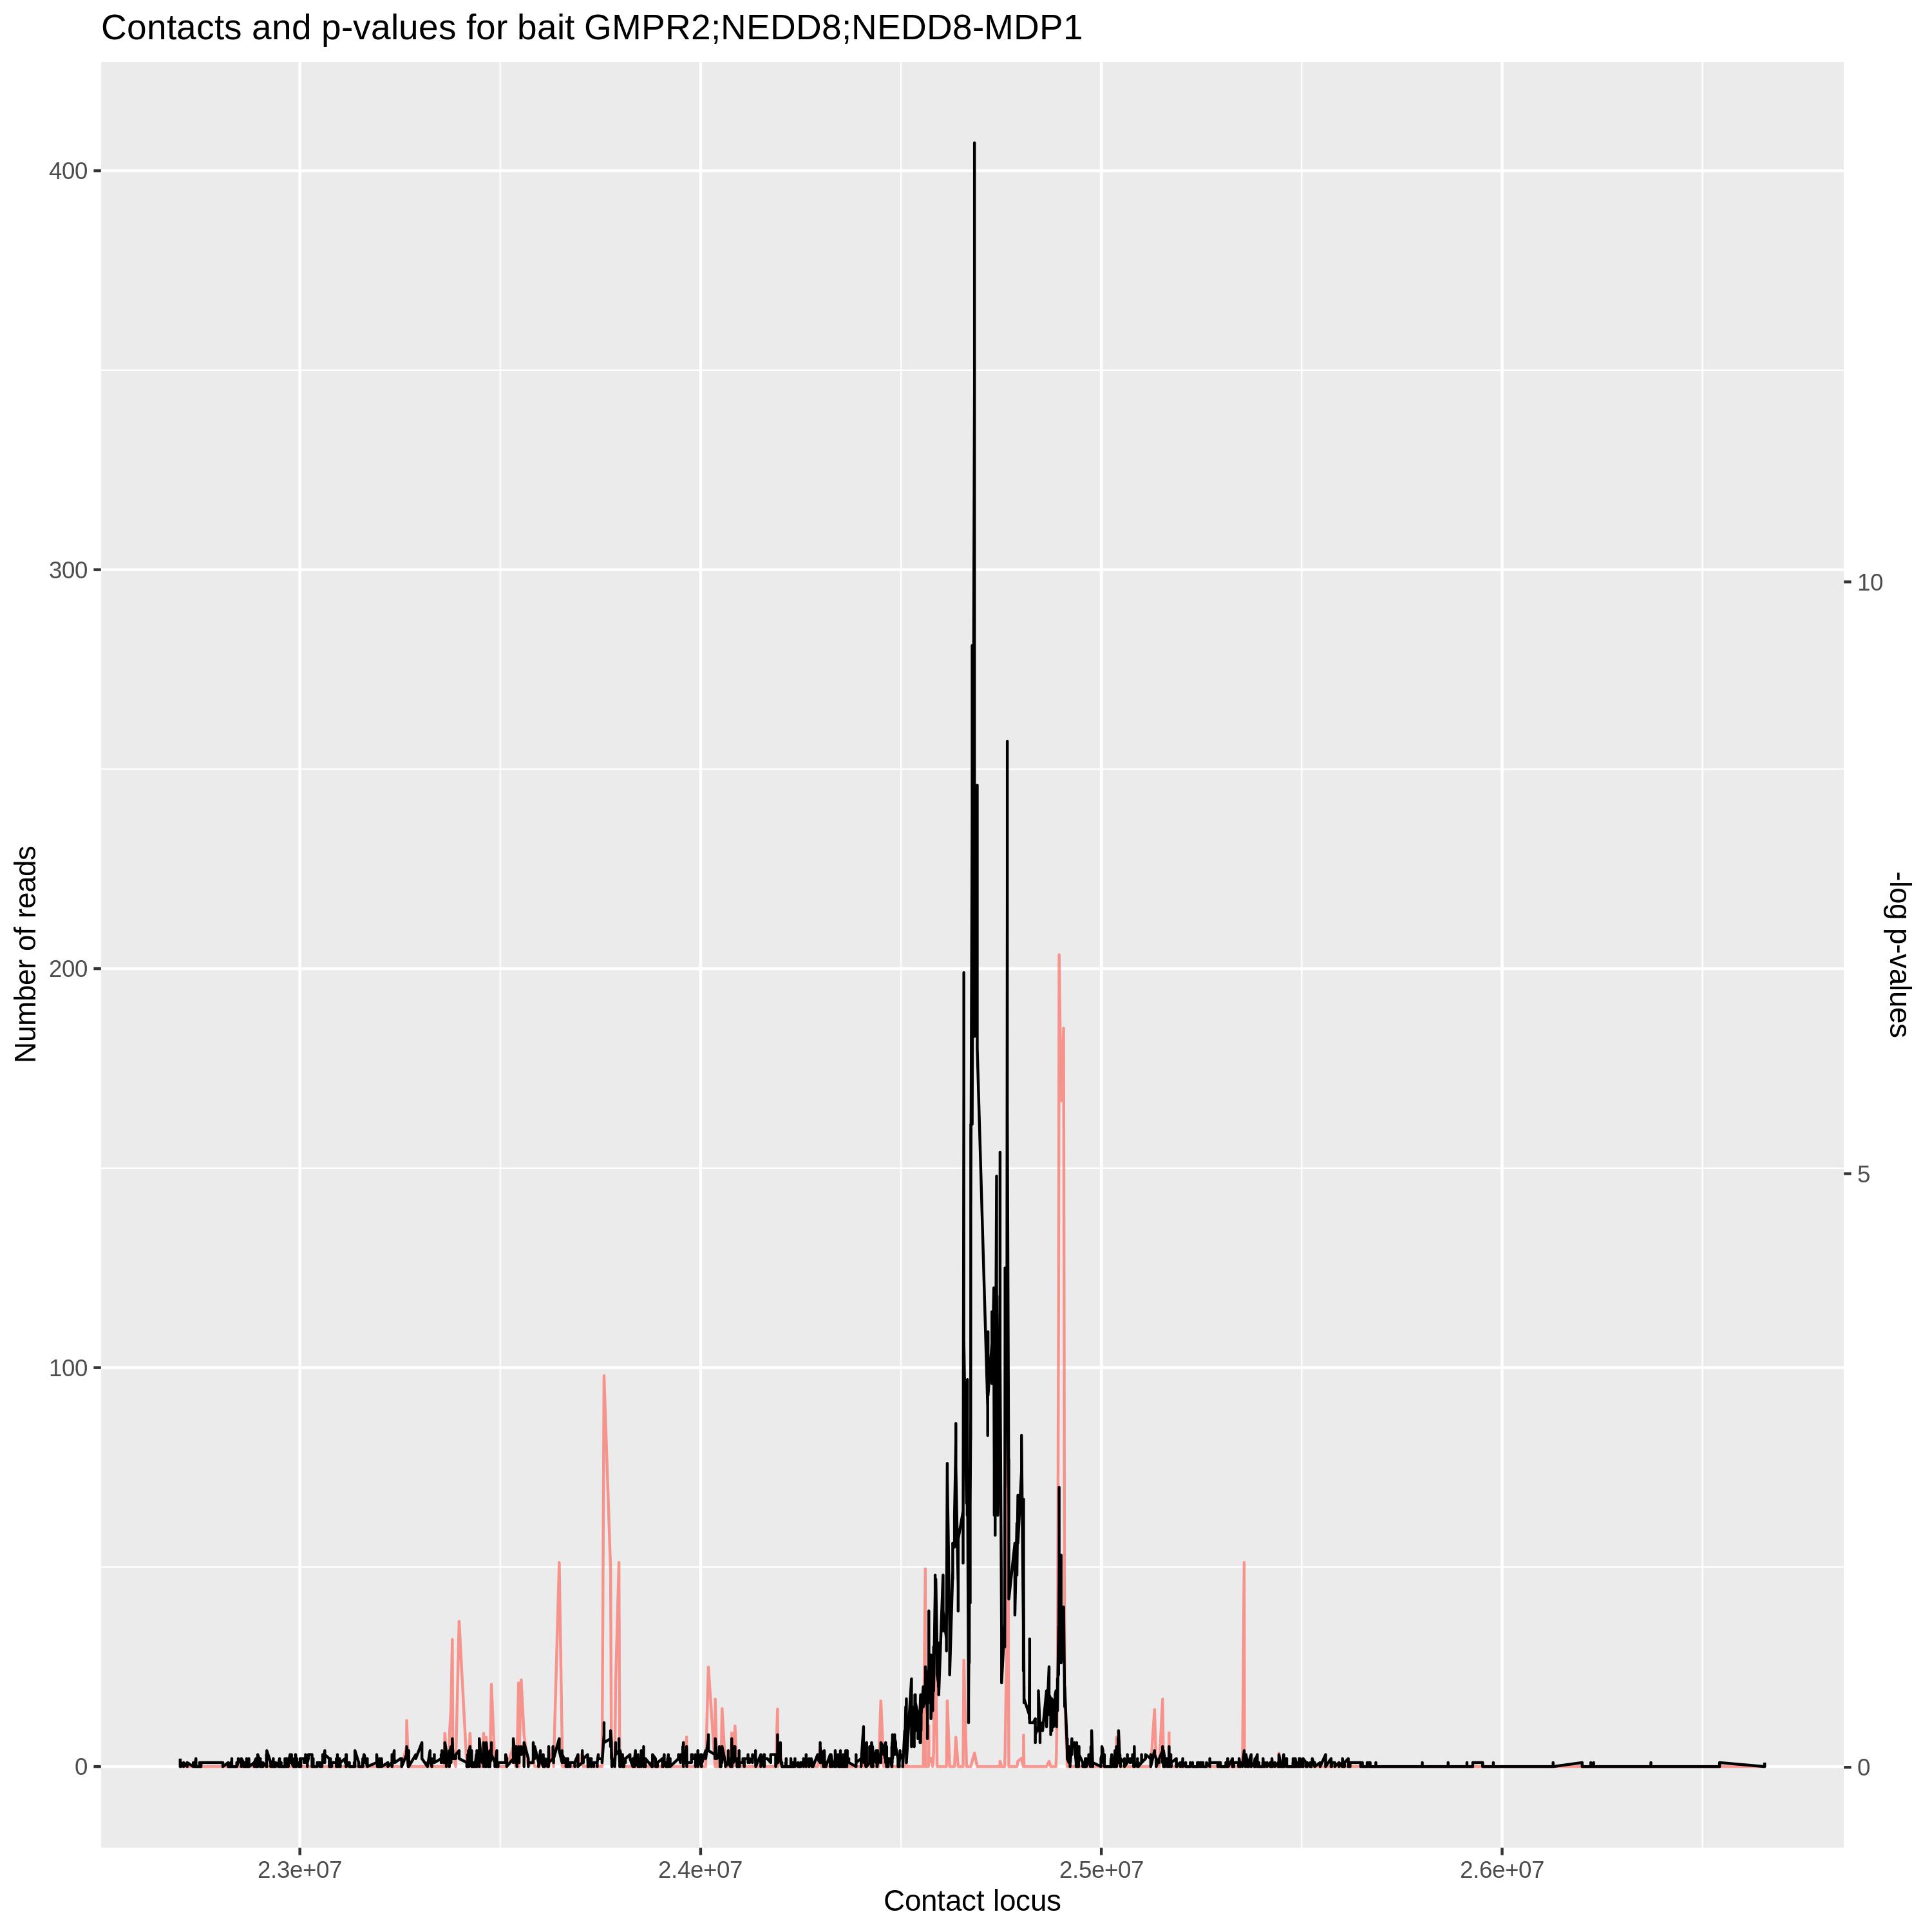 Contacts and p-values for bait GMPR2;NEDD8;NEDD8-MDP1
400
300
200
100
0
Number of reads
10
5
0
-log p-values
2.3e+07
2.4e+07
2.5e+07
2.6e+07
Contact locus